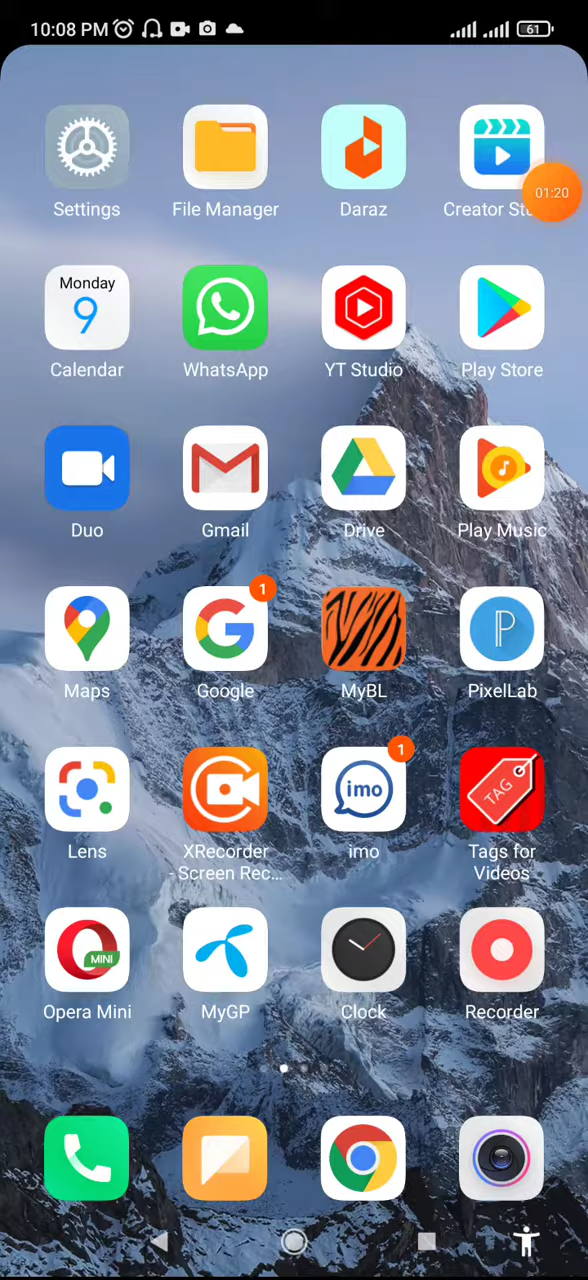 10:08 PM
61
Settings
File Manager
Daraz
Creator
01:20
Monday
9
Calendar
WhatsApp
YT Studio
Play Store
Duo
Gmail
Drive
Play Music
1
Maps
Google
MyBL
PixelLab
1
imo
TAG
Lens
XRecorder
- Screen Rec...
imo
Tags for
Videos
MINI
Opera Mini
MyGP
Clock
Recorder